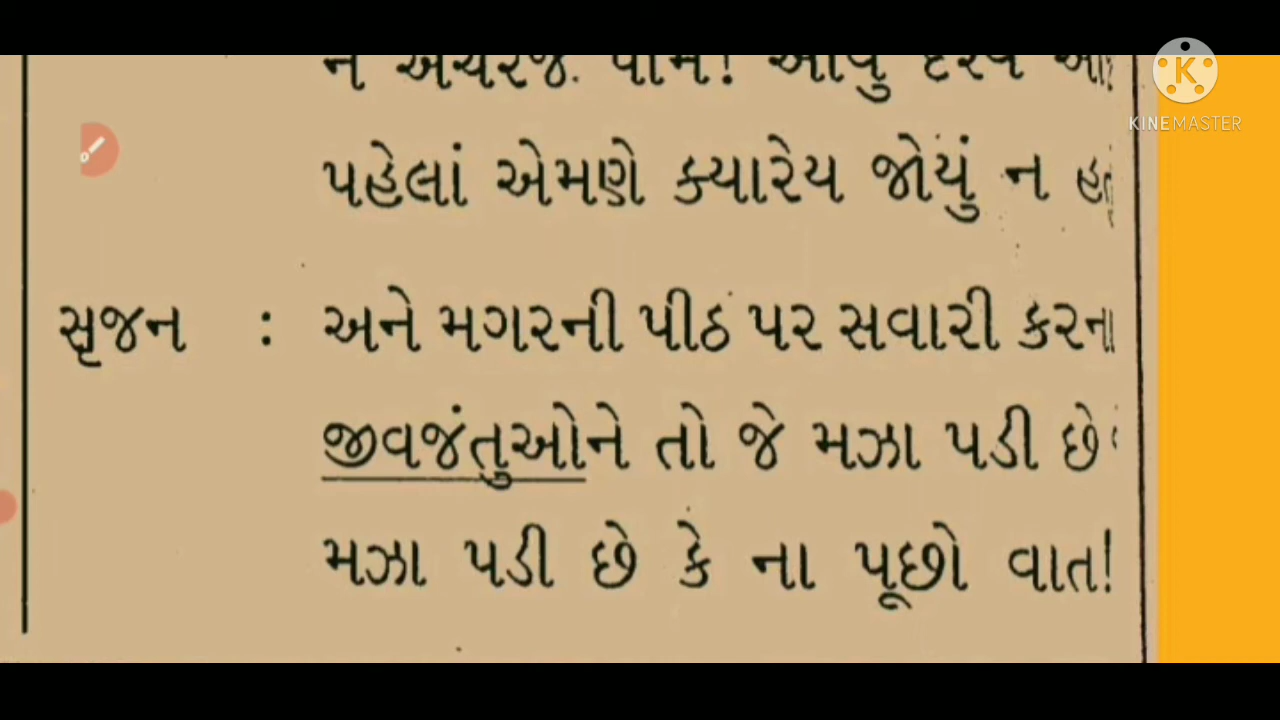 KINEMASTER
પહેલાં એમણે ક્યારેય જોયું ન
સૃજન : અને મગરની પીઠ પર સવારી કરના
જીવજંતુઓને તો જે મઝા પડી છે
મઝા પડી છે કે ના પૂછો વાત!